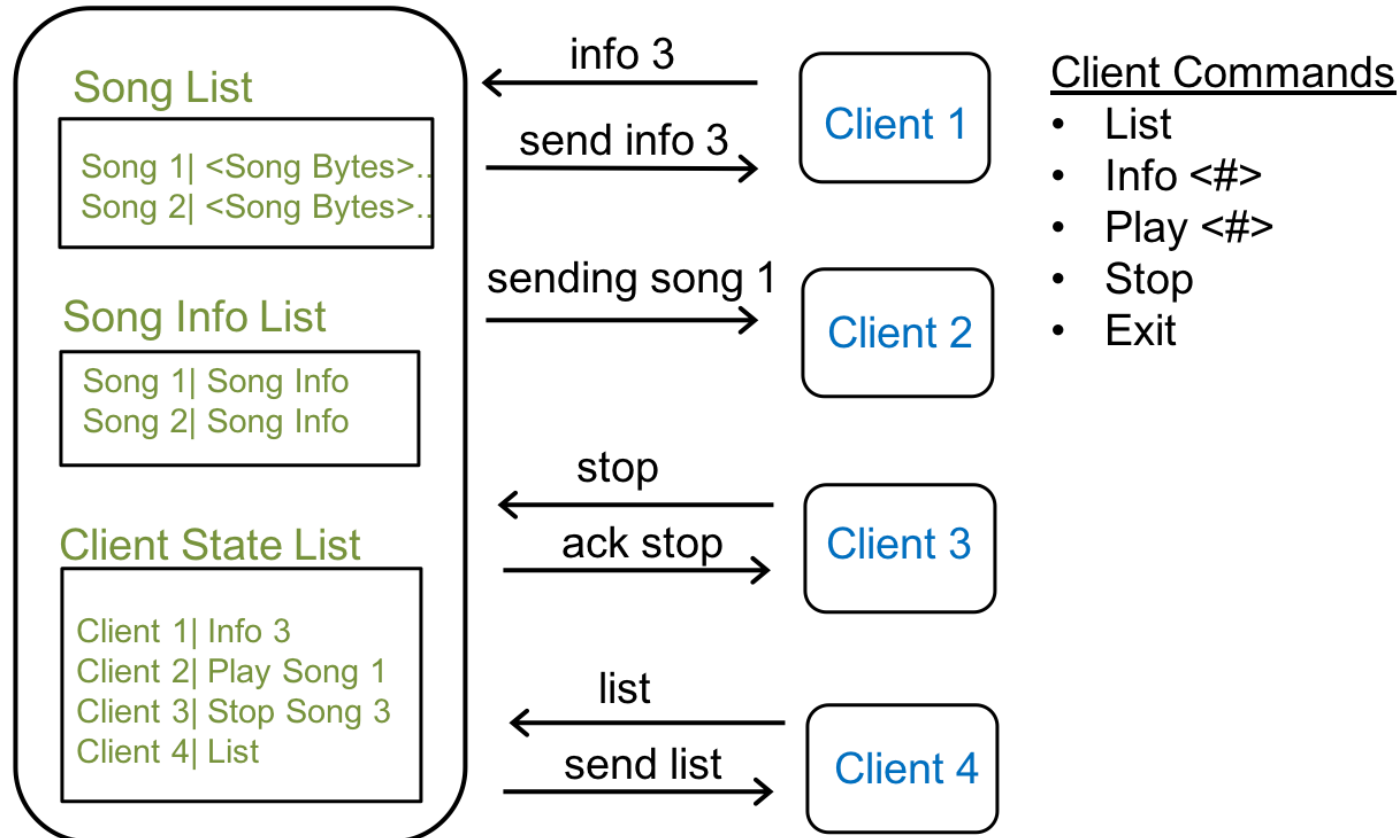 Song List
Song 1| <Song Bytes>..
Song 2| <Song Bytes>..
Song Info List
Song 1| Song Info
Song 2| Song Info
Client State List
Client 1| Info 3
Client 2| Play Song 1
Client 3| Stop Song 3
Client 4| List
info 3
send info 3
Client 1
sending song 1
Client 2
stop
ack stop
Client 3
list
send list
Client 4
Client Commands
• List
• Info <#>
• Play <#>
• Stop
• Exit